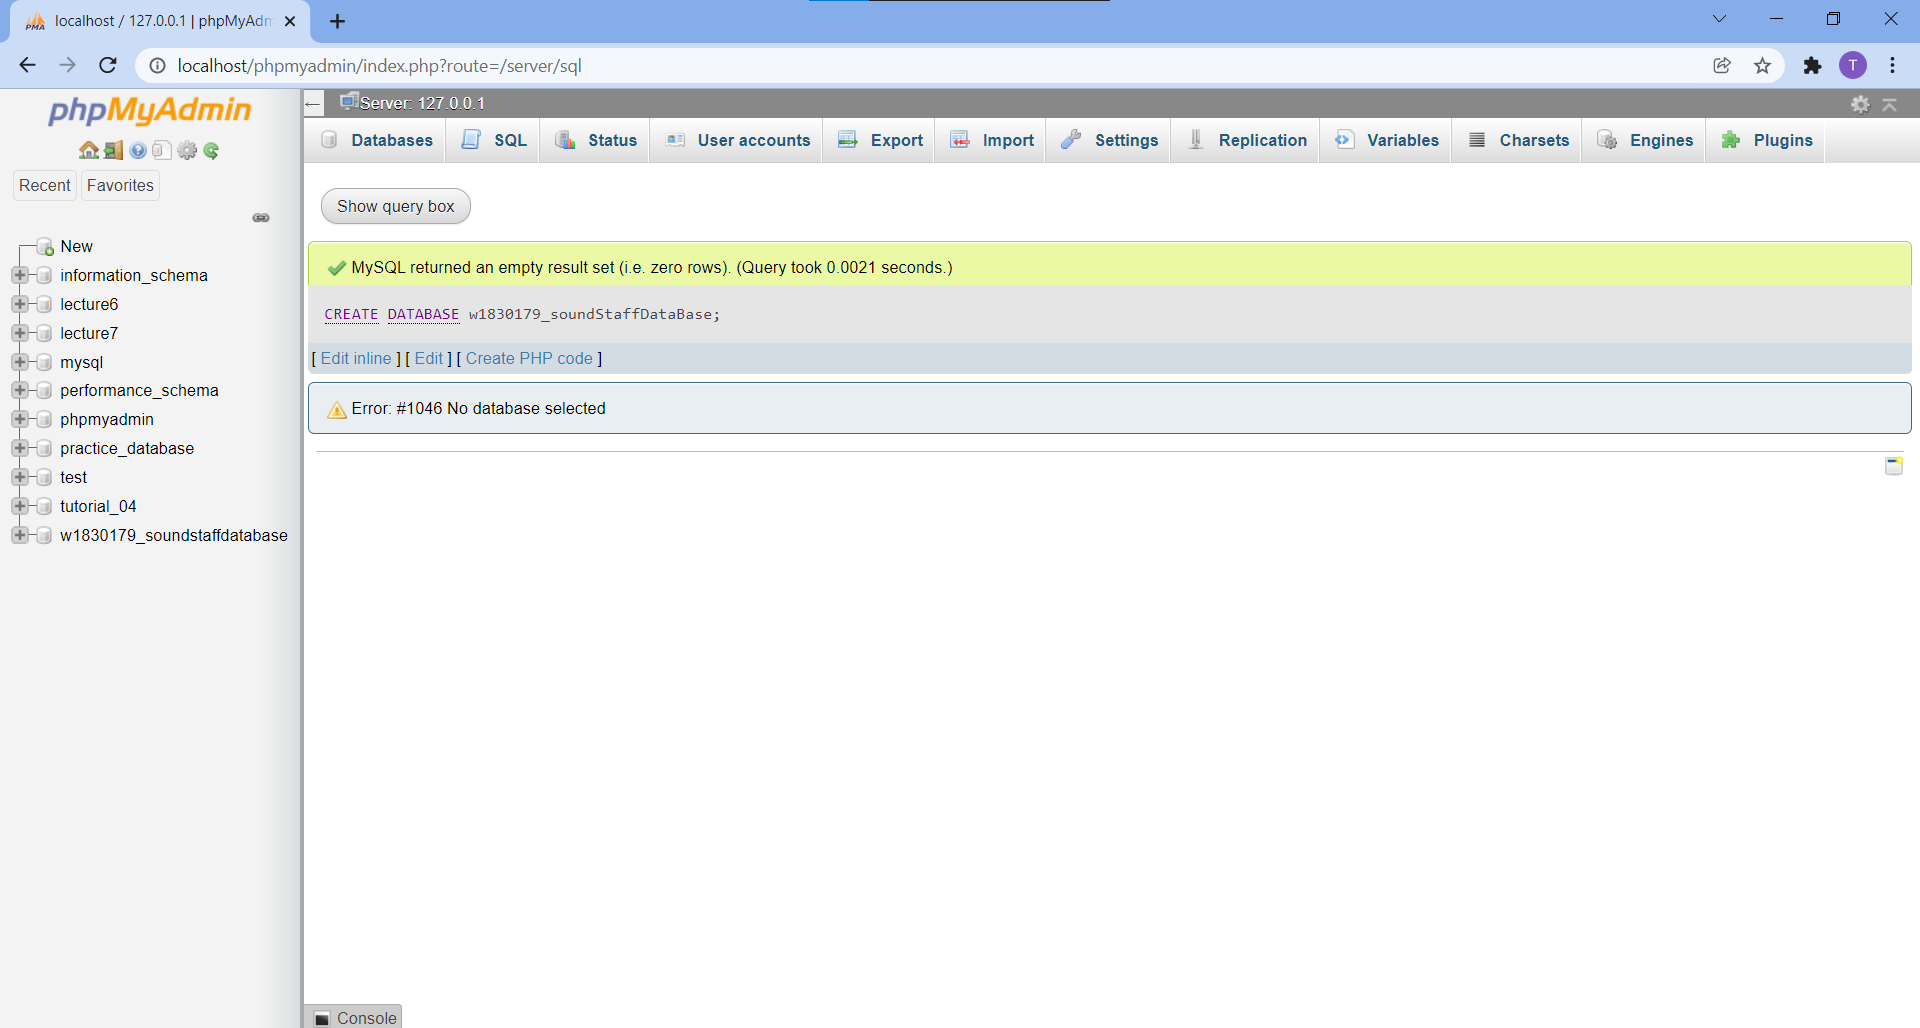 localhost / 127.0.0.1 | phpMyAdm
localhost/phpmyadmin/index.php?route=/server/sql
T
phpMyAdmin
Recent
Favorites
New
information_schema
lecture6
lecture7
mysql
performance_schema
phpmyadmin
practice_database
test
tutorial_04
w1830179_soundstaffdatabase
Server: 127.0.0.1
Databases
SQL
Status
User accounts
Export
Import
Settings
Replication
Variables
Charsets
Engines
Plugins
Show query box
MySQL returned an empty result set (i.e. zero rows). (Query took 0.0021 seconds.)
CREATE DATABASE w1830179_soundStaffDataBase;
[ Edit inline ] [ Edit ] [ Create PHP code ]
Error: #1046 No database selected
Console